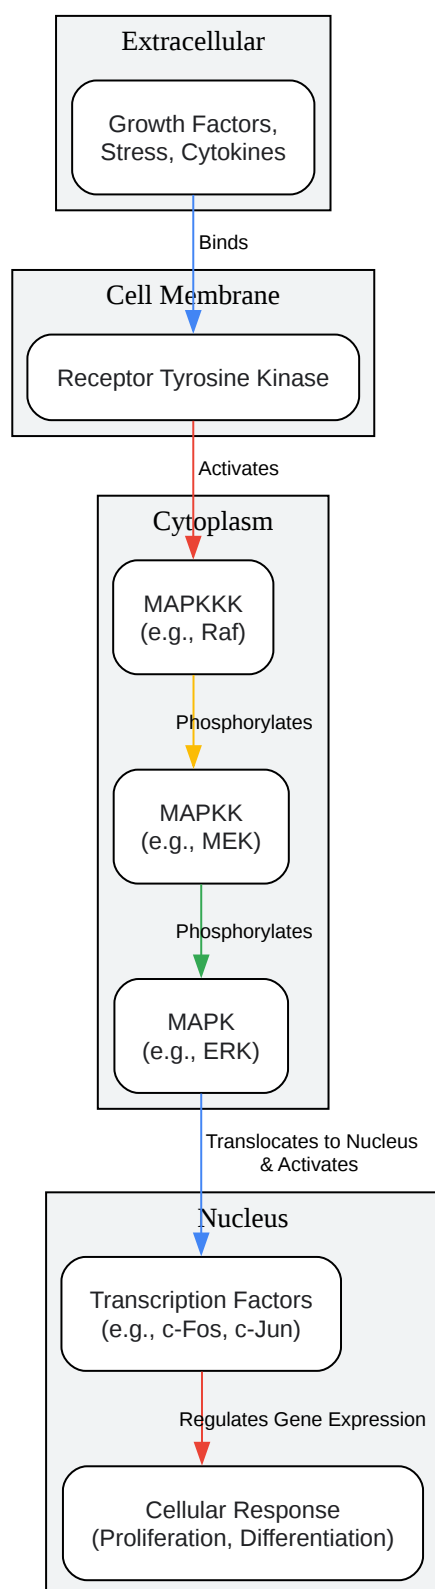 Extracellular
Growth Factors,
Stress, Cytokines
Binds
Cell Membrane
Receptor Tyrosine Kinase
Activates
Cytoplasm
MAPKKK
(e.g., Raf)
Phosphorylates
MAPKK
(e.g., MEK)
Phosphorylates
MAPK
(e.g., ERK)
Translocates to Nucleus
& Activates
Nucleus
Transcription Factors
(e.g., c-Fos, c-Jun)
Regulates Gene Expression
Cellular Response
(Proliferation, Differentiation)